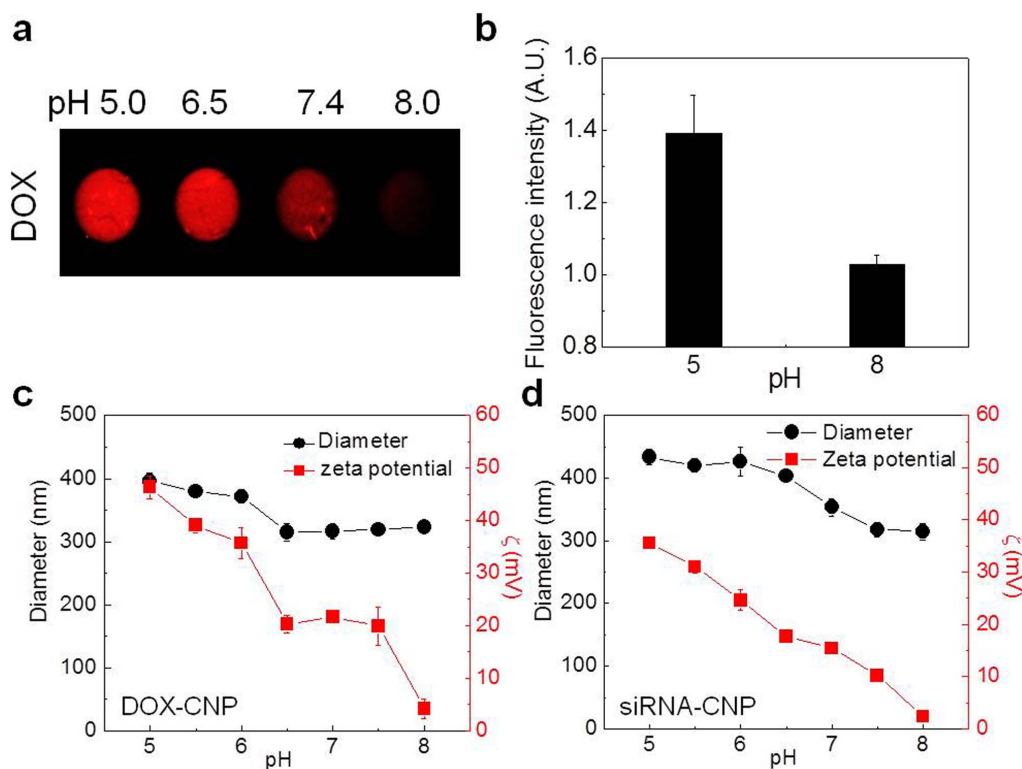 a
pH 5.0 6.5 7.4 8.0
DOX
b
Fluorescence intensity (A.U.)
1.6
1.4
1.2
1.0
0.8
5 8
pH
c
Diameter (nm)
500
400
300
200
100
0
Diameter
zeta potential
DOX-CNP
60
50
40
30
20
10
0
ζ (mV)
5 6 7 8
pH
d
Diameter (nm)
500
400
300
200
100
0
Diameter
Zeta potential
siRNA-CNP
60
50
40
30
20
10
0
ζ (mV)
5 6 7 8
pH